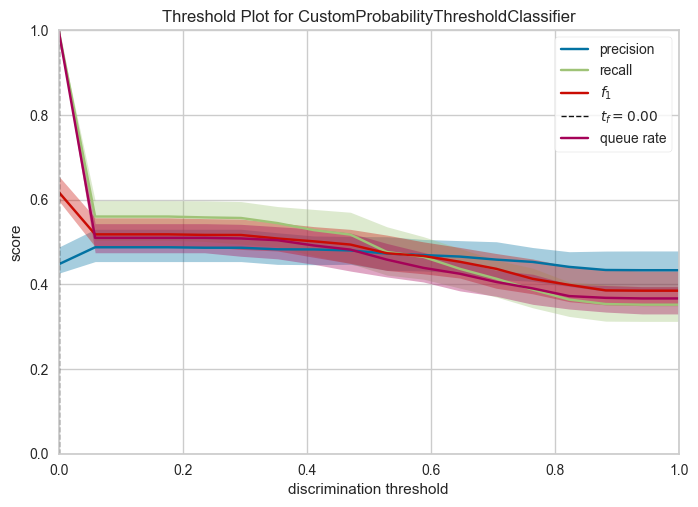 Threshold Plot for CustomProbabilityThresholdClassifier
1.0
0.8
0.6
0.4
0.2
0.0
score
precision
recall
f₁
t_f = 0.00
queue rate
0.0 0.2 0.4 0.6 0.8 1.0
discrimination threshold